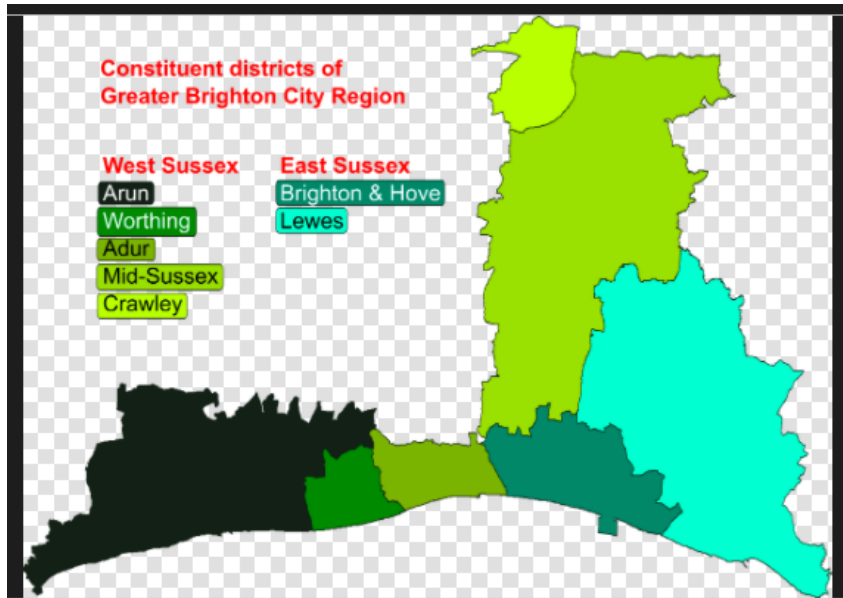 Constituent districts of
Greater Brighton City Region
West Sussex
Arun
Worthing
Adur
Mid-Sussex
Crawley
East Sussex
Brighton & Hove
Lewes